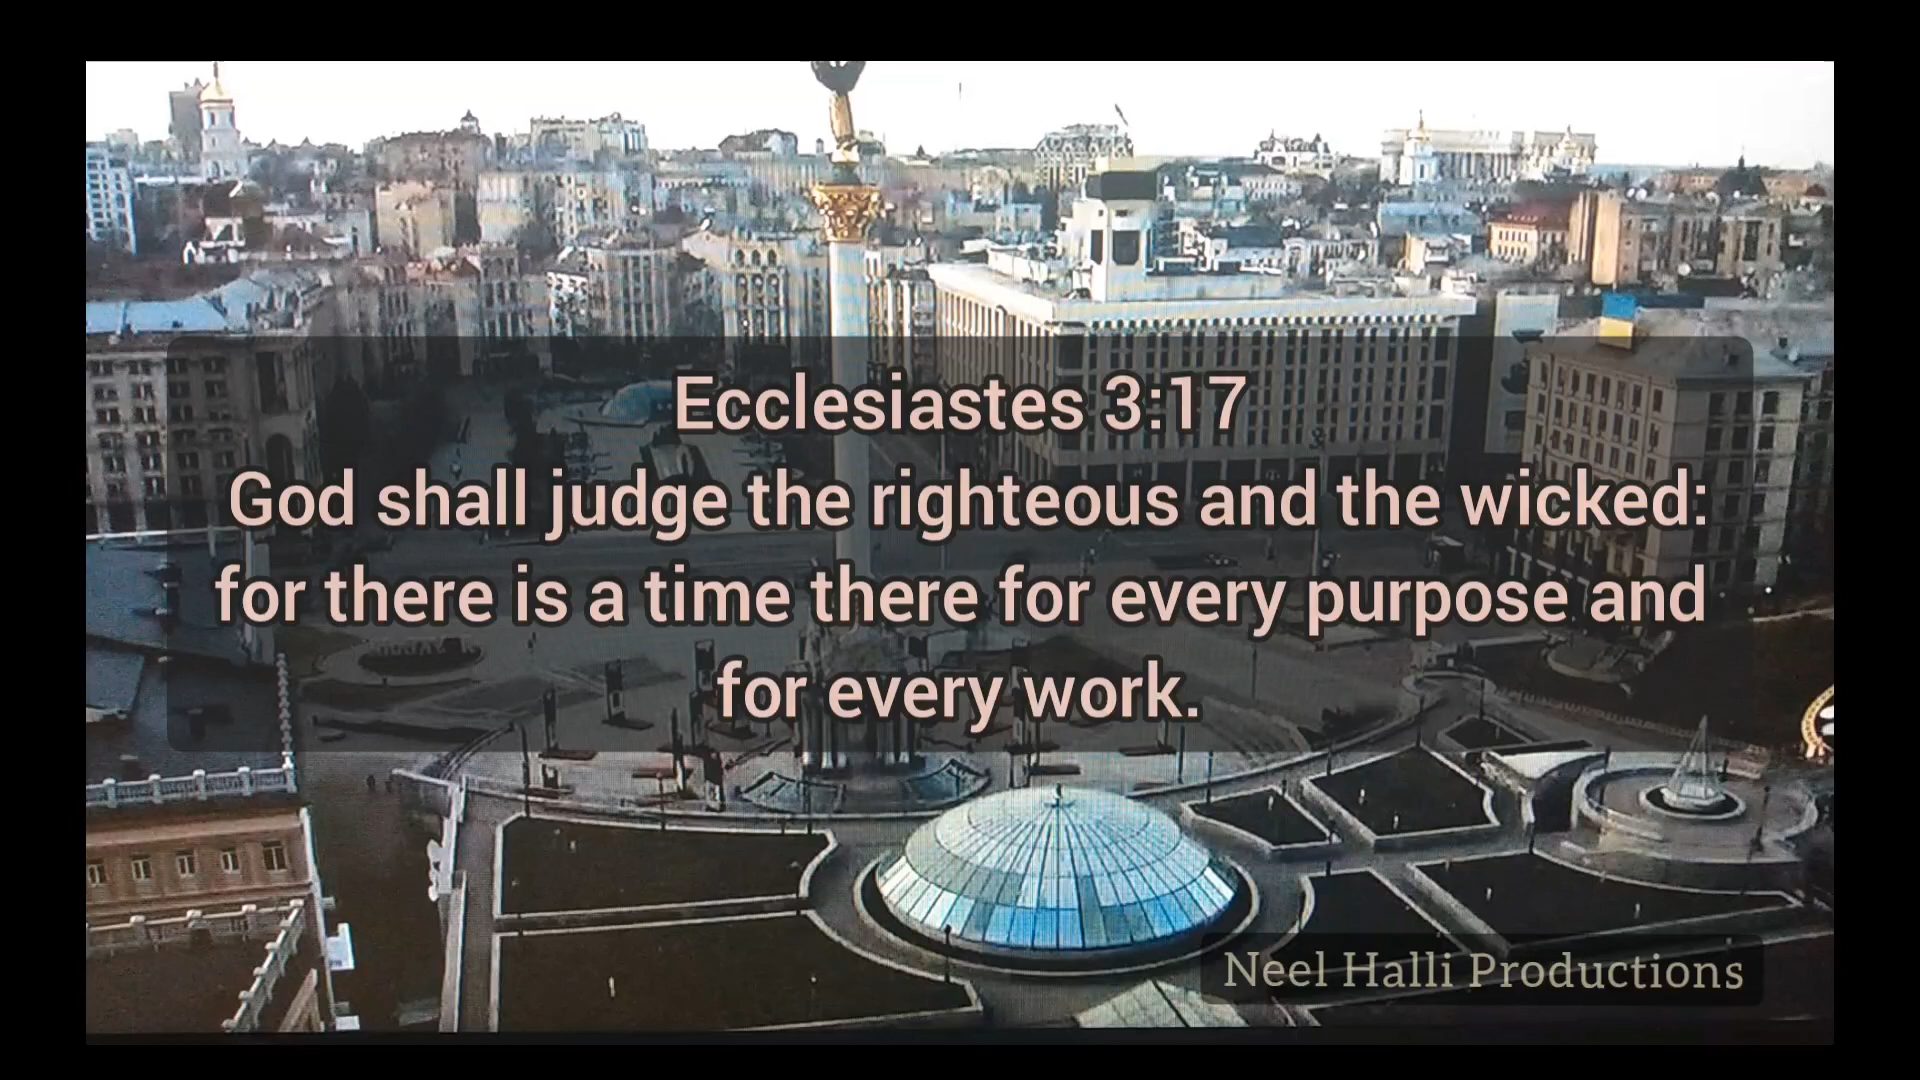 Ecclesiastes 3:17
God shall judge the righteous and the wicked:
for there is a time there for every purpose and
for every work.
Neel Halli Productions